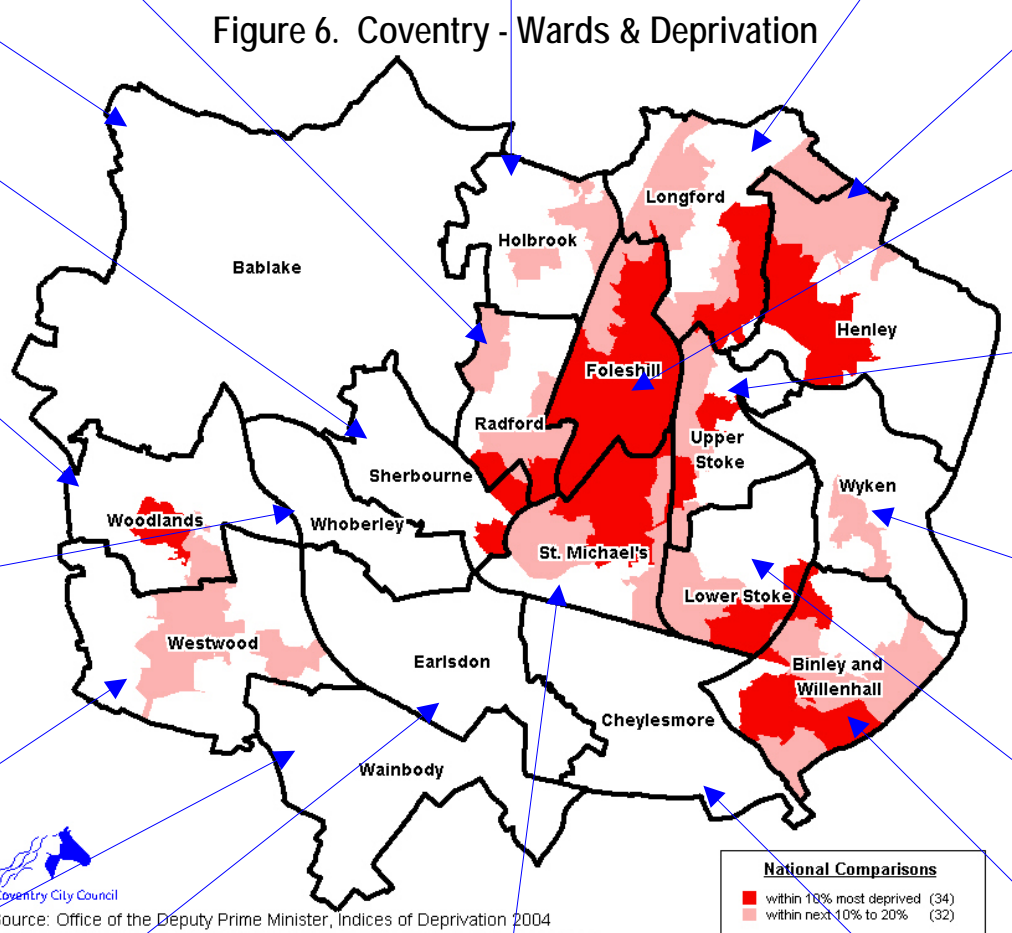 Figure 6. Coventry - Wards & Deprivation
Longford
Holbrook
Bablake
Henley
Foleshill
Radford
Upper
Stoke
Sherbourne
Wyken
Woodlands
Whoberley
St. Michael's
Lower Stoke
Westwood
Earlsdon
Binley and
Willenhall
Cheylesmore
Wainbody
Coventry City Council
ource: Office of the Deputy Prime Minister, Indices of Deprivation 2004
National Comparisons
within 10% most deprived (34)
within next 10% to 20% (32)